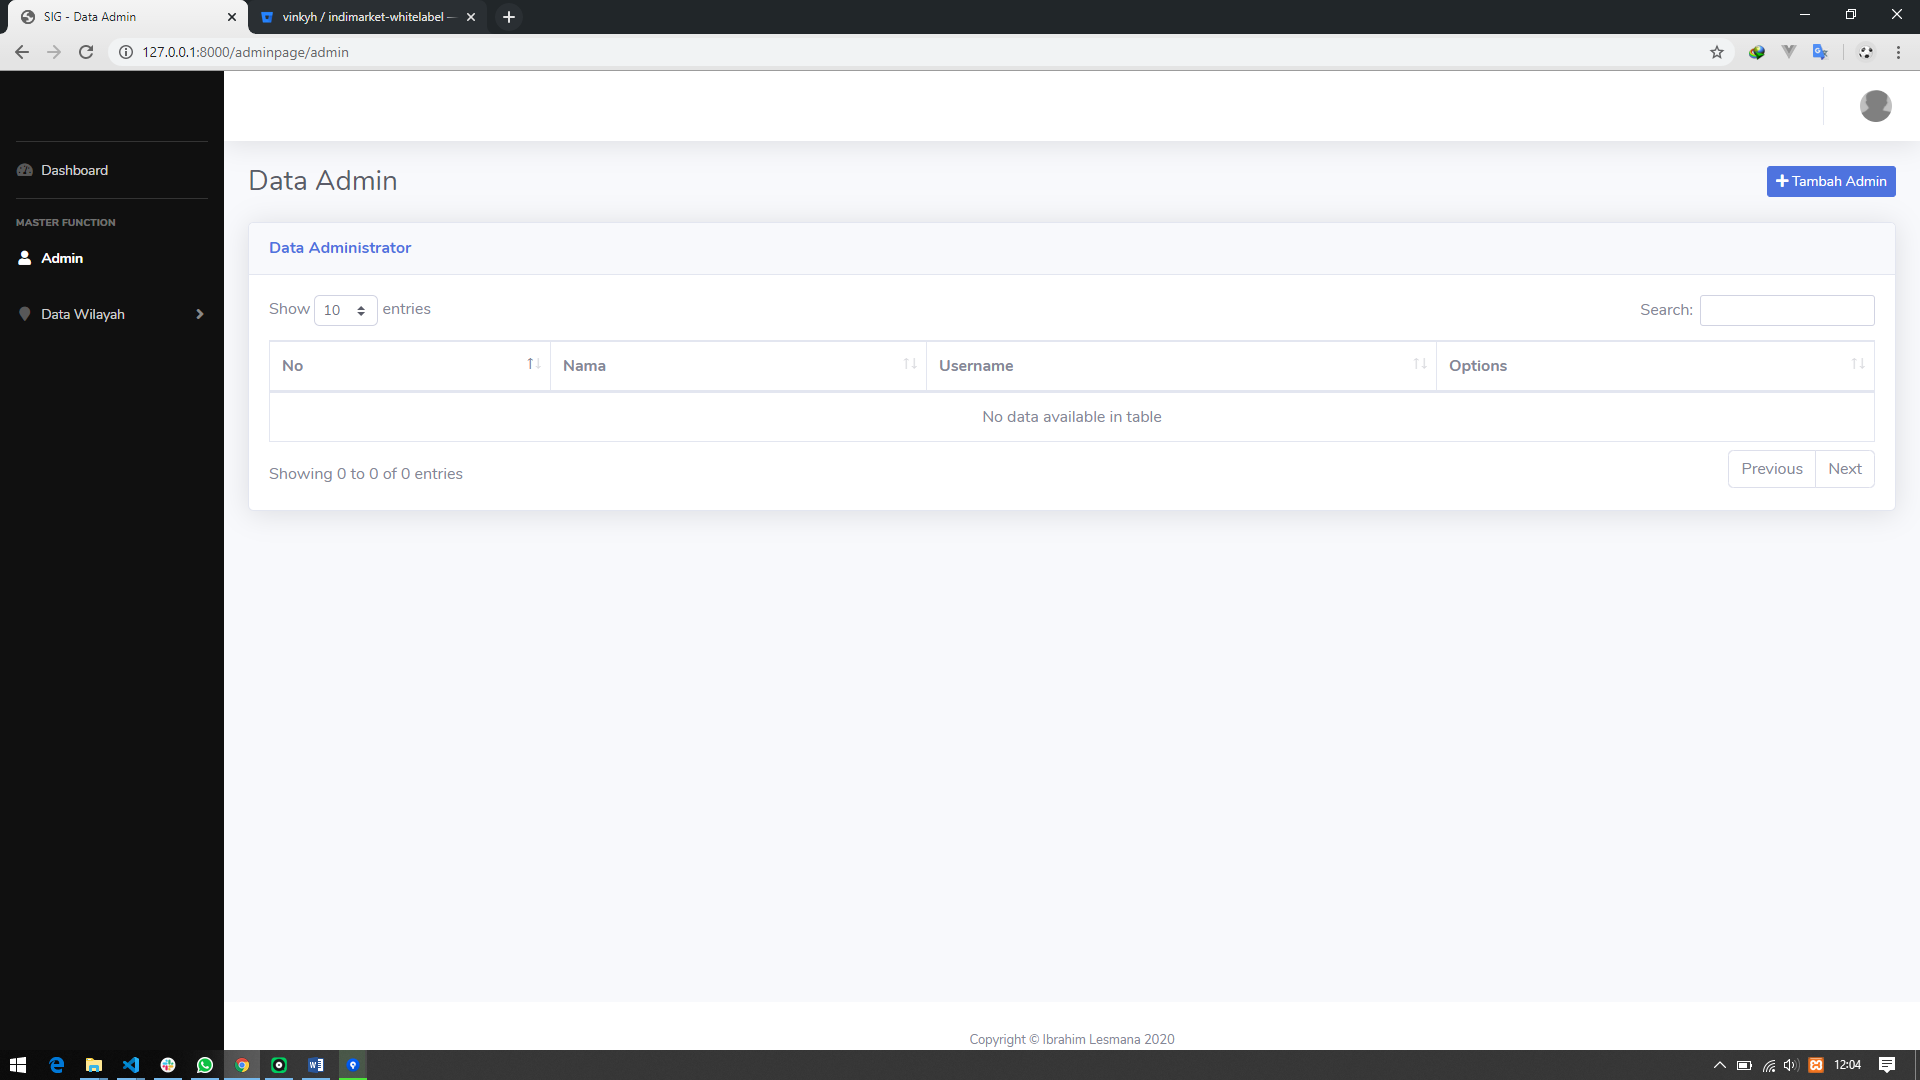 SIG - Data Admin
vinkyh / indimarket-whitelabel —
127.0.0.1:8000/adminpage/admin
Dashboard
MASTER FUNCTION
Admin
Data Wilayah
Data Admin
Tambah Admin
Data Administrator
Show 10 entries
Search:
No Nama Username Options
No data available in table
Showing 0 to 0 of 0 entries
Previous Next
Copyright © Ibrahim Lesmana 2020
12:04